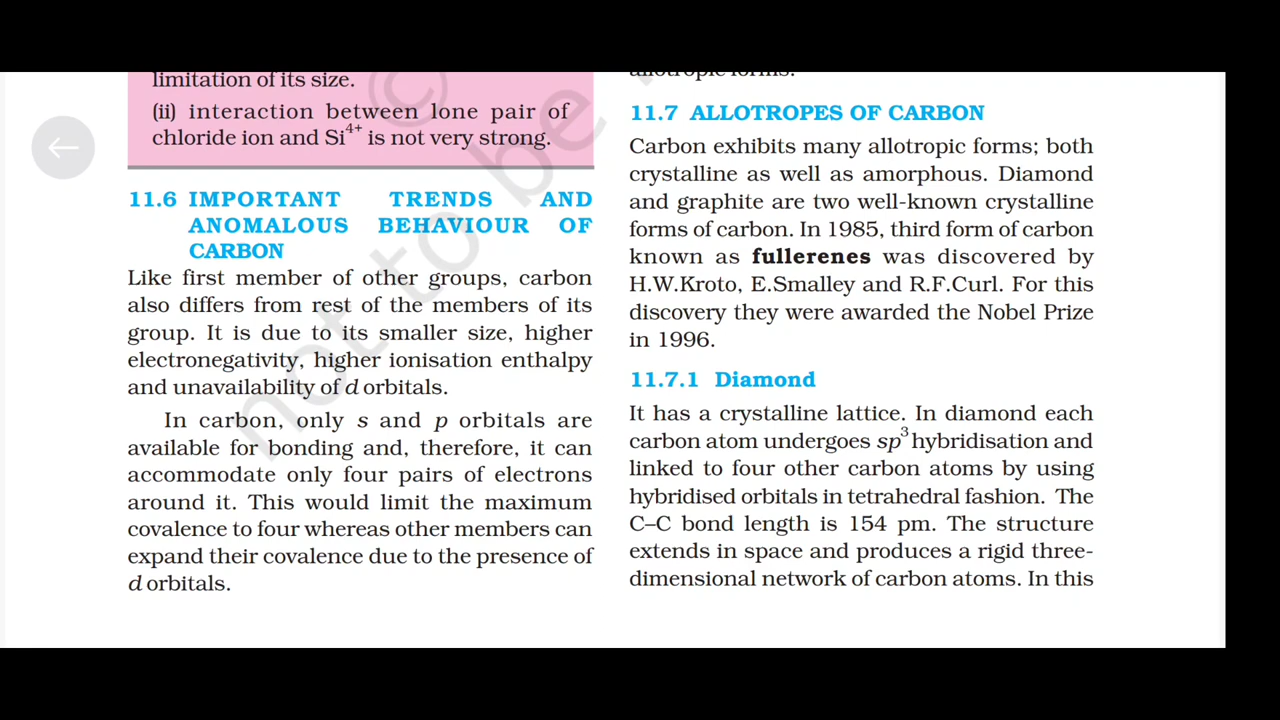 limitation of its size.
(ii) interaction between lone pair of
chloride ion and Si⁴⁺ is not very strong.
11.6 IMPORTANT TRENDS AND
ANOMALOUS BEHAVIOUR OF
CARBON
Like first member of other groups, carbon
also differs from rest of the members of its
group. It is due to its smaller size, higher
electronegativity, higher ionisation enthalpy
and unavailability of d orbitals.
In carbon, only s and p orbitals are
available for bonding and, therefore, it can
accommodate only four pairs of electrons
around it. This would limit the maximum
covalence to four whereas other members can
expand their covalence due to the presence of
d orbitals.
allotropic forms.
11.7 ALLOTROPES OF CARBON
Carbon exhibits many allotropic forms; both
crystalline as well as amorphous. Diamond
and graphite are two well-known crystalline
forms of carbon. In 1985, third form of carbon
known as fullerenes was discovered by
H.W.Kroto, E.Smalley and R.F.Curl. For this
discovery they were awarded the Nobel Prize
in 1996.
11.7.1 Diamond
It has a crystalline lattice. In diamond each
carbon atom undergoes sp³ hybridisation and
linked to four other carbon atoms by using
hybridised orbitals in tetrahedral fashion. The
C–C bond length is 154 pm. The structure
extends in space and produces a rigid three-
dimensional network of carbon atoms. In this
© not to be